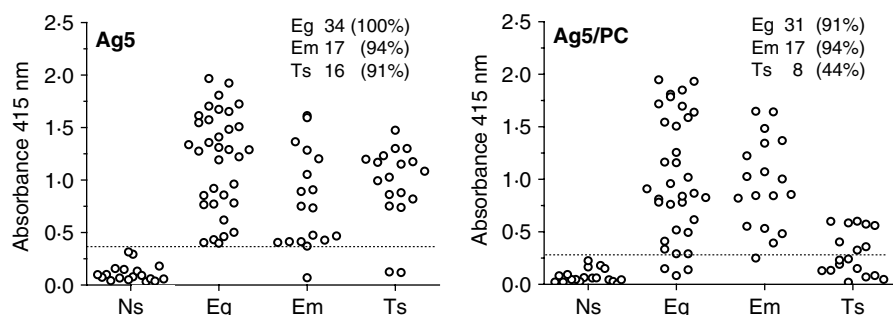 Ag5
Eg 34 (100%)
Em 17 (94%)
Ts 16 (91%)
Absorbance 415 nm
2·5
2·0
1·5
1·0
0·5
0·0
Ns Eg Em Ts
Ag5/PC
Eg 31 (91%)
Em 17 (94%)
Ts 8 (44%)
Absorbance 415 nm
2·5
2·0
1·5
1·0
0·5
0·0
Ns Eg Em Ts